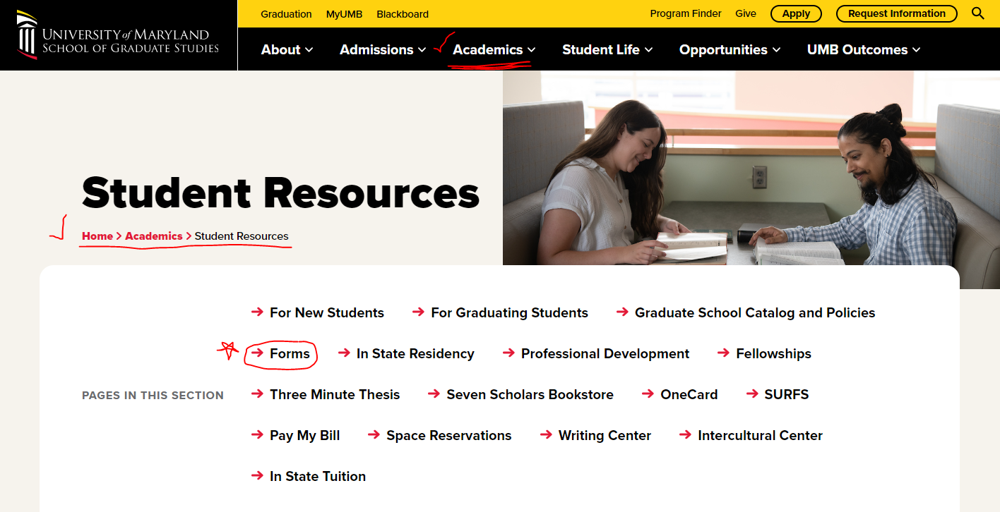 Graduation MyUMB Blackboard Program Finder Give Apply Request Information
UNIVERSITY of MARYLAND
SCHOOL OF GRADUATE STUDIES
About Admissions Academics Student Life Opportunities UMB Outcomes
Student Resources
Home > Academics > Student Resources
For New Students For Graduating Students Graduate School Catalog and Policies
Forms In State Residency Professional Development Fellowships
PAGES IN THIS SECTION Three Minute Thesis Seven Scholars Bookstore OneCard SURFS
Pay My Bill Space Reservations Writing Center Intercultural Center
In State Tuition